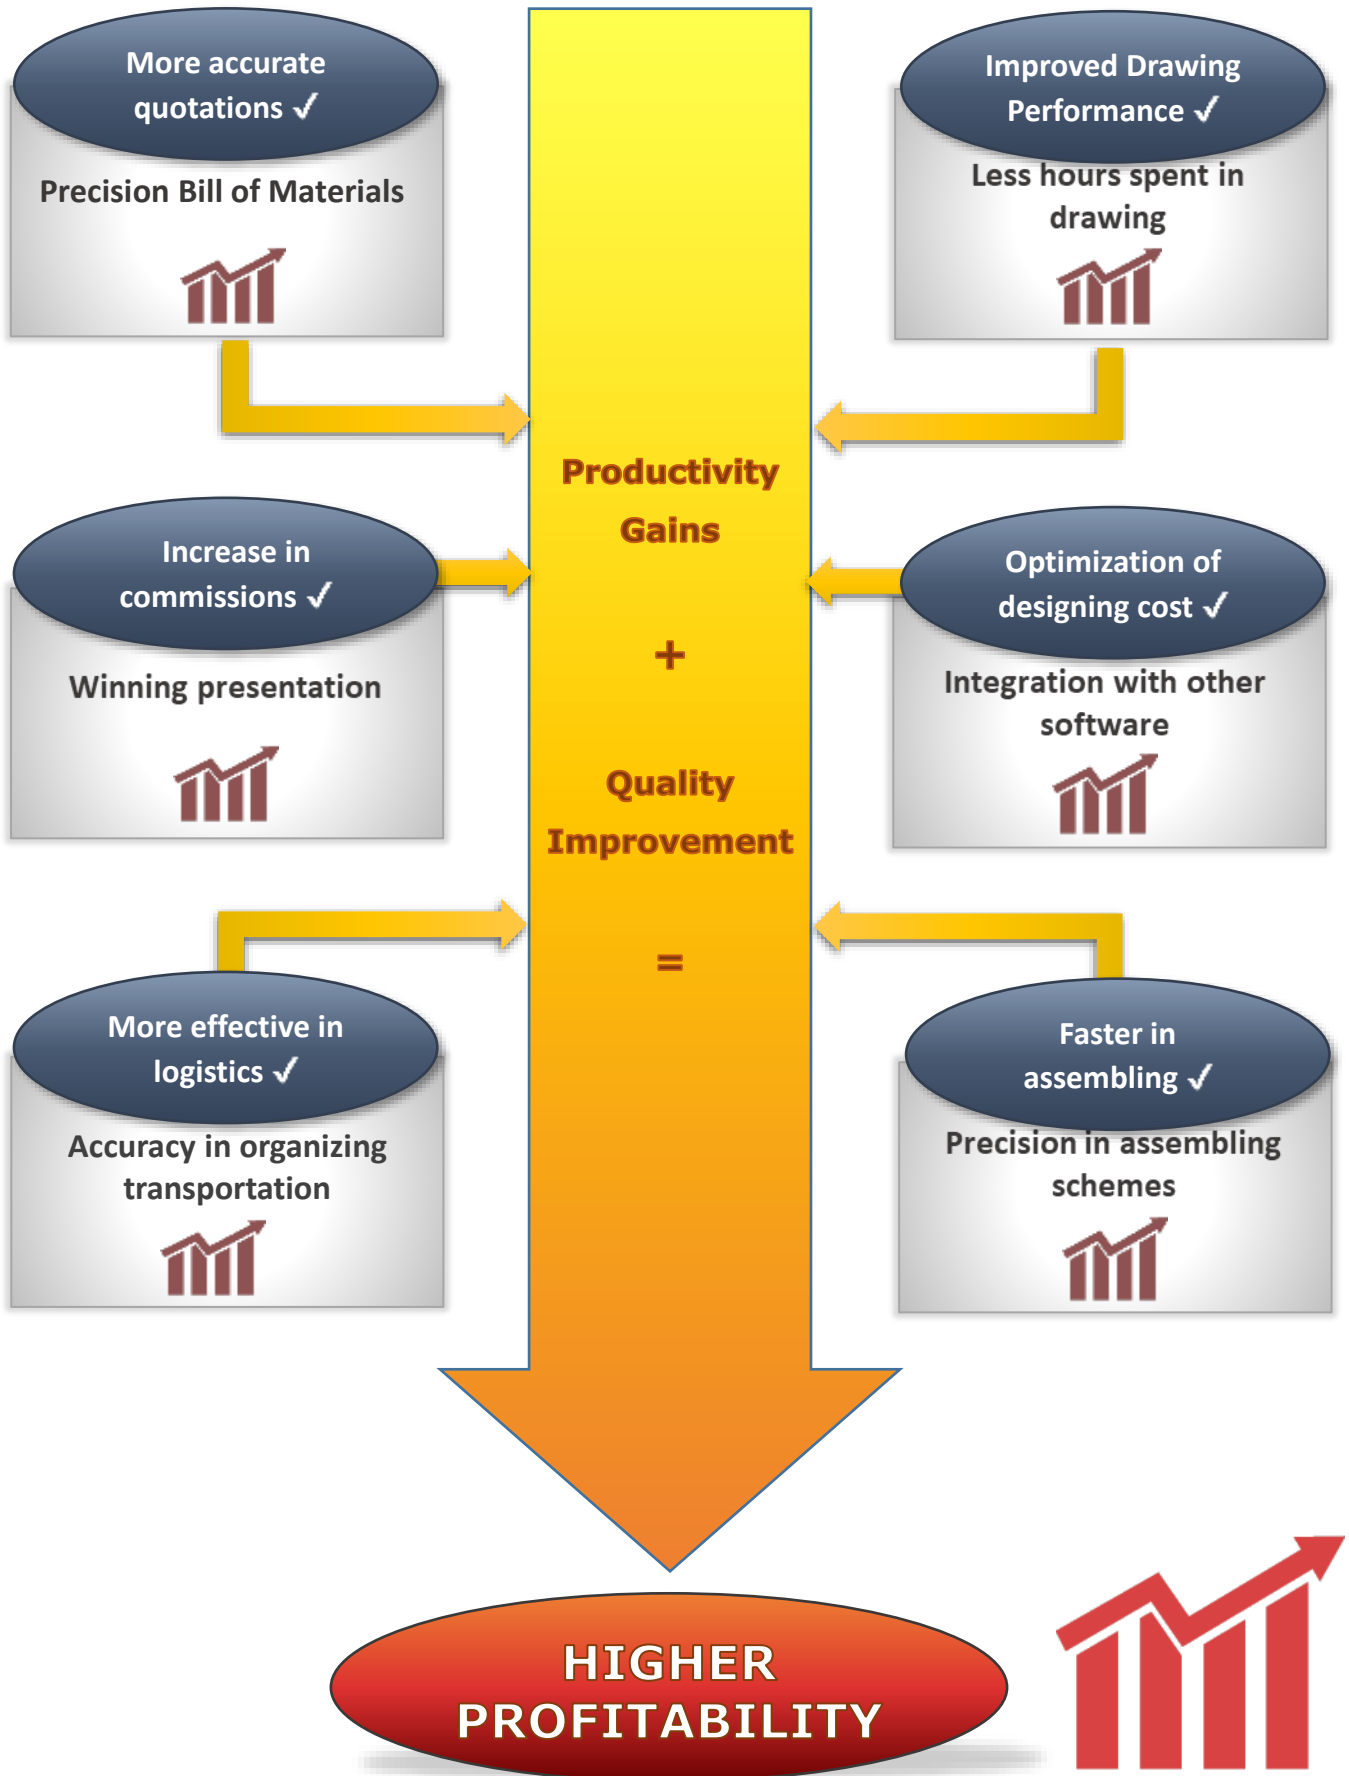 More accurate
quotations ✓
Precision Bill of Materials
Improved Drawing
Performance ✓
Less hours spent in
drawing
Productivity
Gains
+
Quality
Improvement
=
Increase in
commissions ✓
Winning presentation
Optimization of
designing cost ✓
Integration with other
software
More effective in
logistics ✓
Accuracy in organizing
transportation
Faster in
assembling ✓
Precision in assembling
schemes
HIGHER
PROFITABILITY